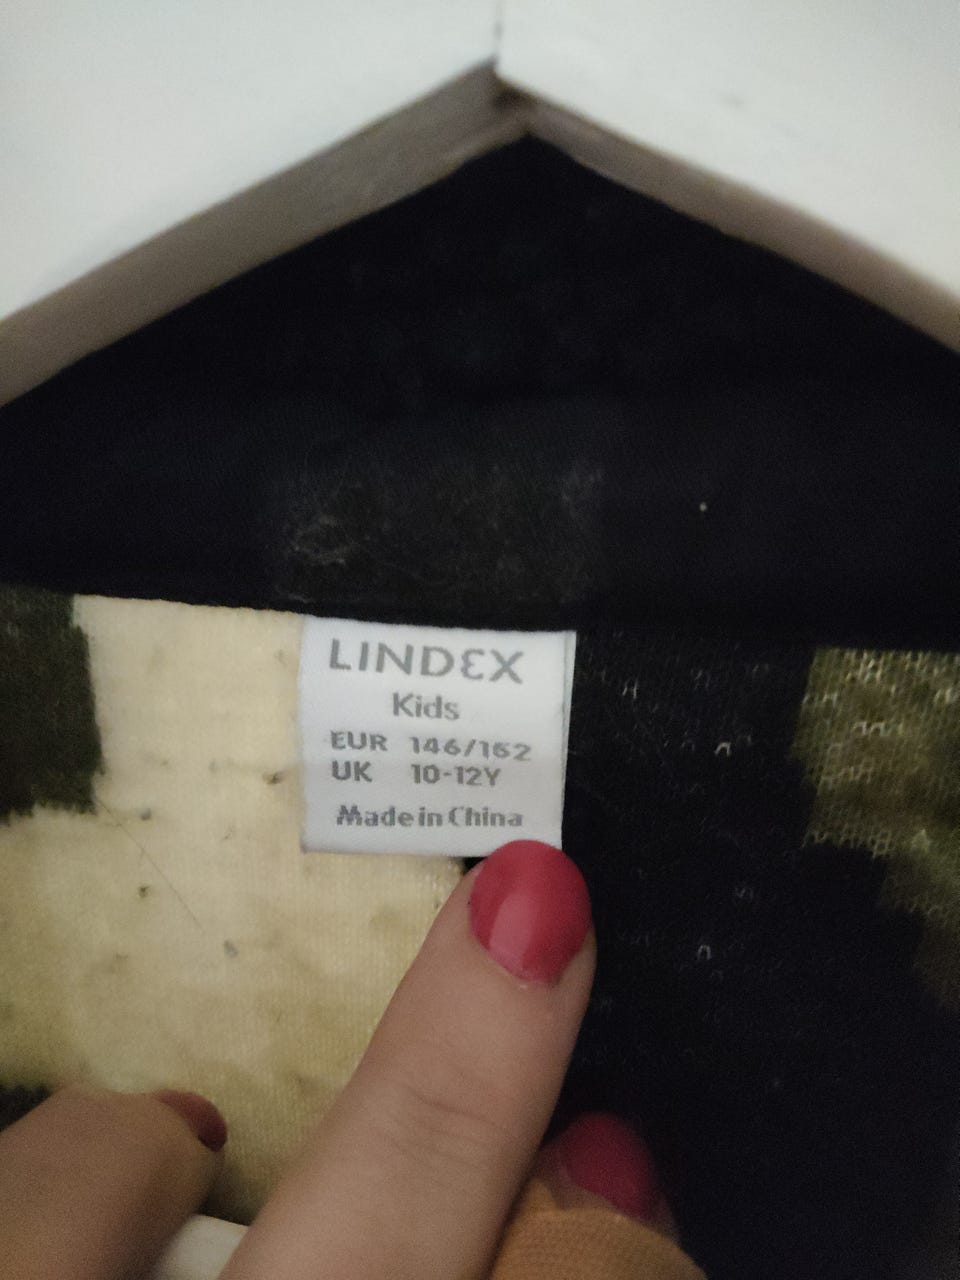 LINDEX
Kids
EUR 146/152
UK 10-12Y
Made in China